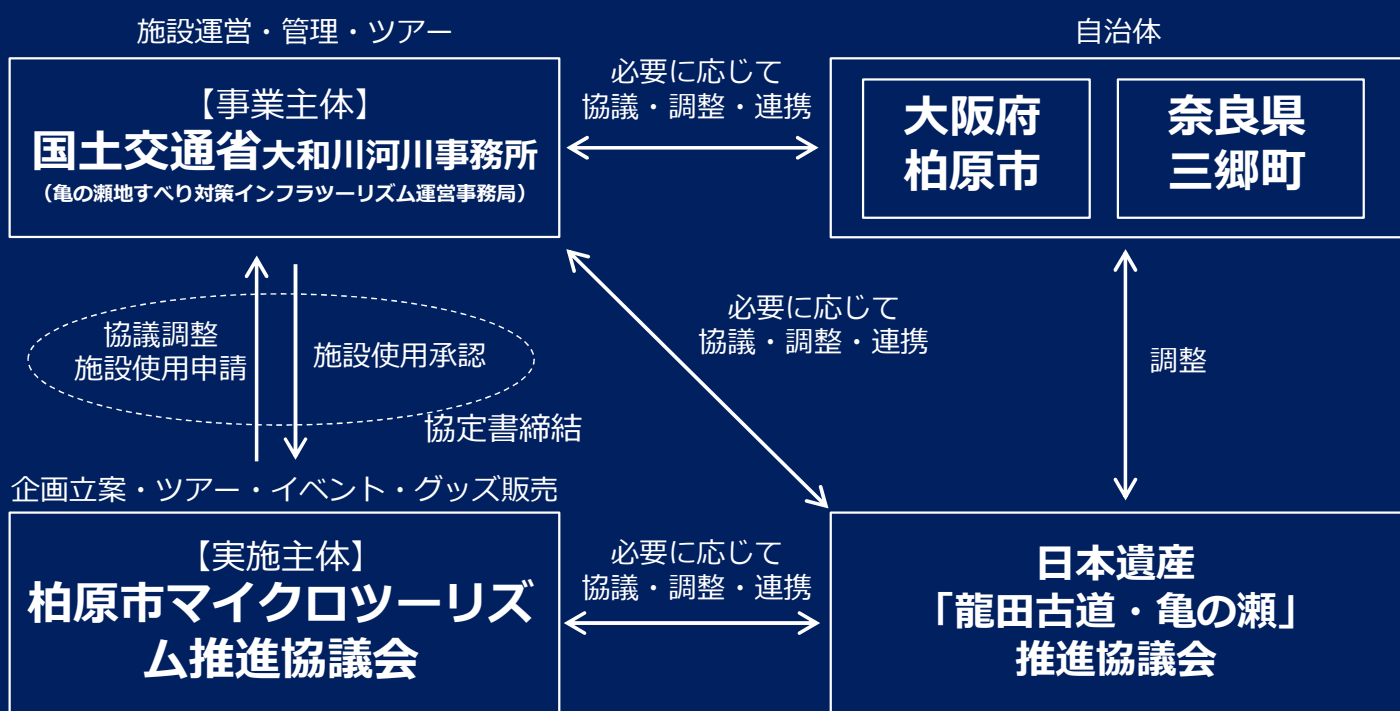 施設運営・管理・ツアー
【事業主体】
国土交通省大和川河川事務所
（亀の瀬地すべり対策インフラツーリズム運営事務局）
必要に応じて
協議・調整・連携
自治体
大阪府
柏原市
奈良県
三郷町
協議調整
施設使用申請
施設使用承認
協定書締結
必要に応じて
協議・調整・連携
調整
企画立案・ツアー・イベント・グッズ販売
【実施主体】
柏原市マイクロツーリズ
ム推進協議会
必要に応じて
協議・調整・連携
日本遺産
「龍田古道・亀の瀬」
推進協議会